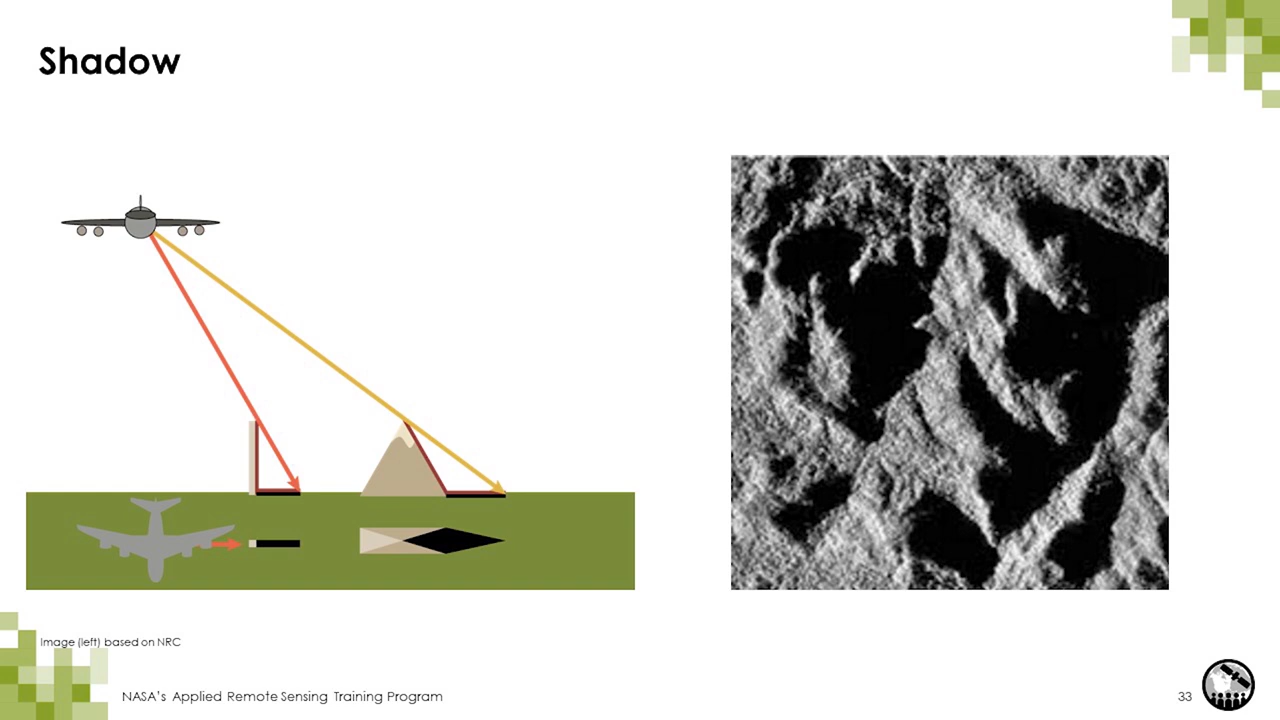 Shadow
Image (left) based on NRC
NASA's Applied Remote Sensing Training Program
33